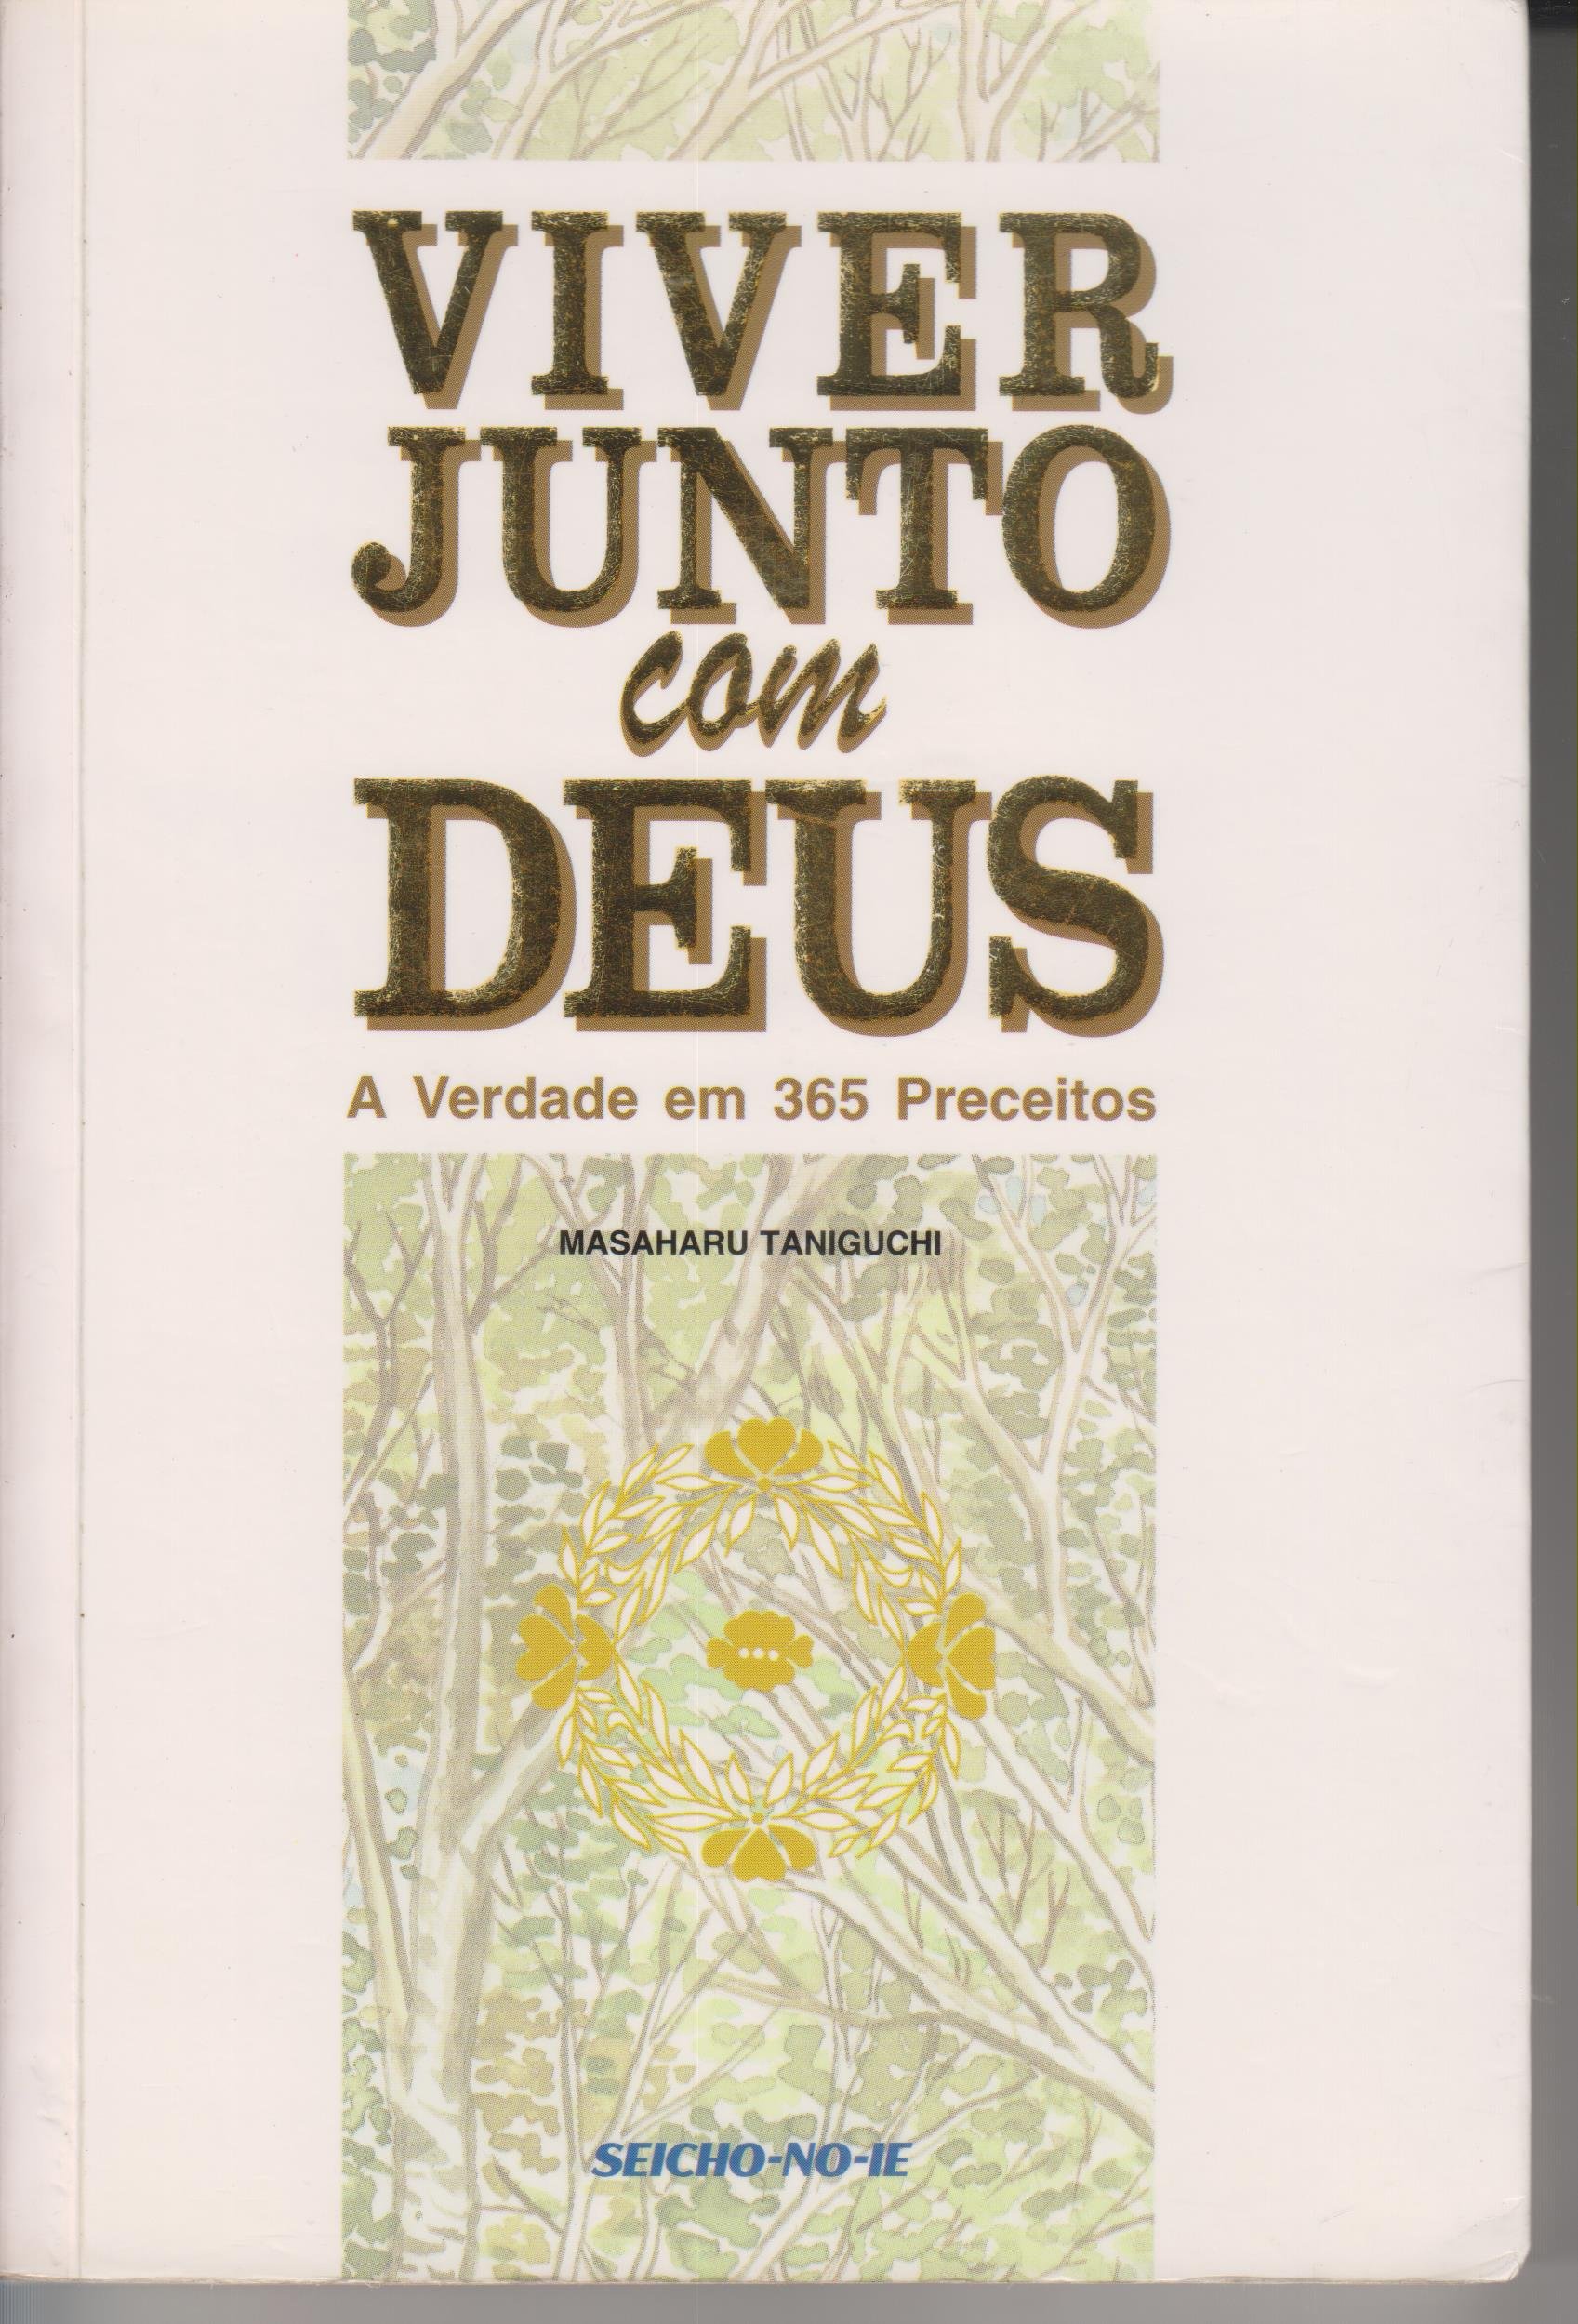 VIVER
JUNTO
com
DEUS
A Verdade em 365 Preceitos
MASAHARU TANIGUCHI
SEICHO-NO-IE